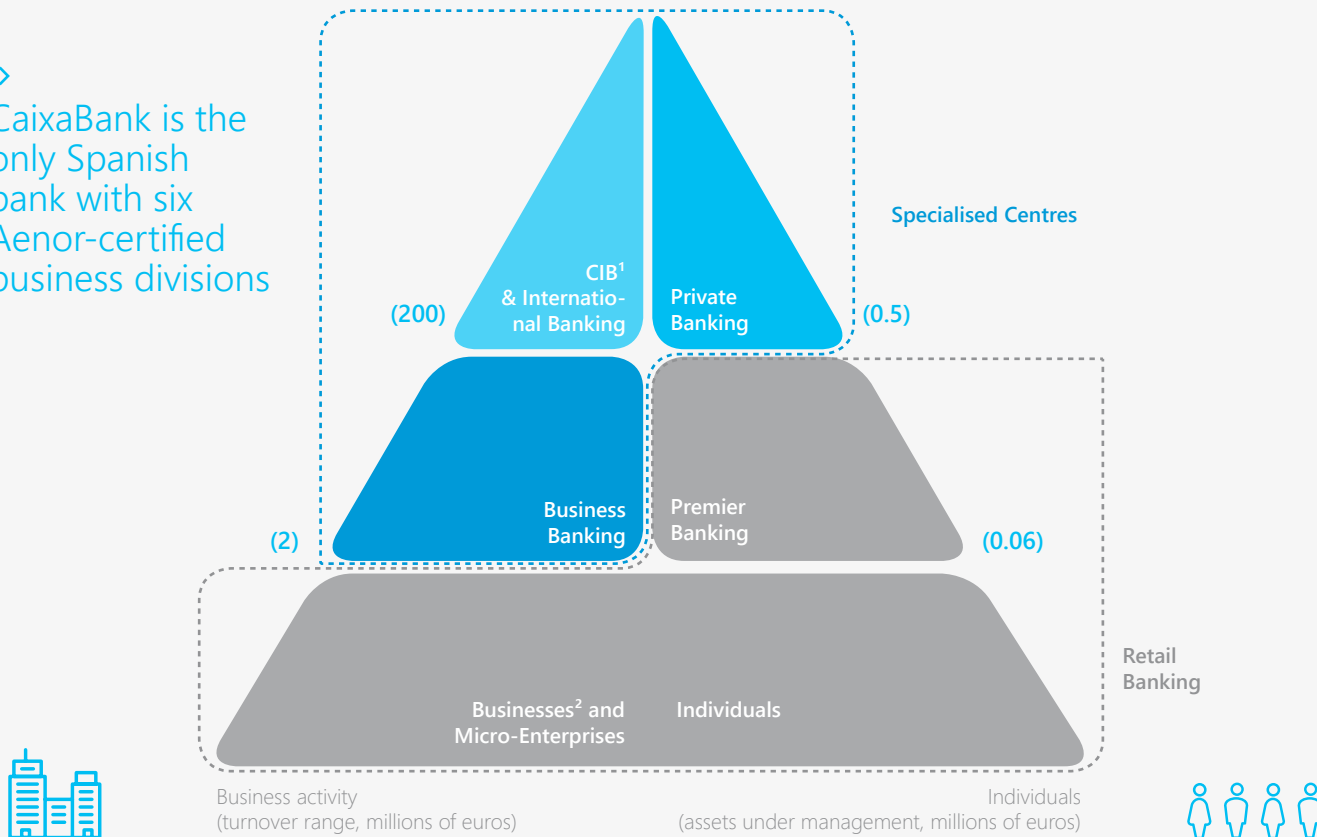 CaixaBank is the
only Spanish
bank with six
Aenor-certified
business divisions
Specialised Centres
CIB¹
& Internatio-
nal Banking
Private
Banking
(200)
(0.5)
Business
Banking
Premier
Banking
(2)
(0.06)
Retail
Banking
Businesses² and
Micro-Enterprises
Individuals
Business activity
(turnover range, millions of euros)
Individuals
(assets under management, millions of euros)